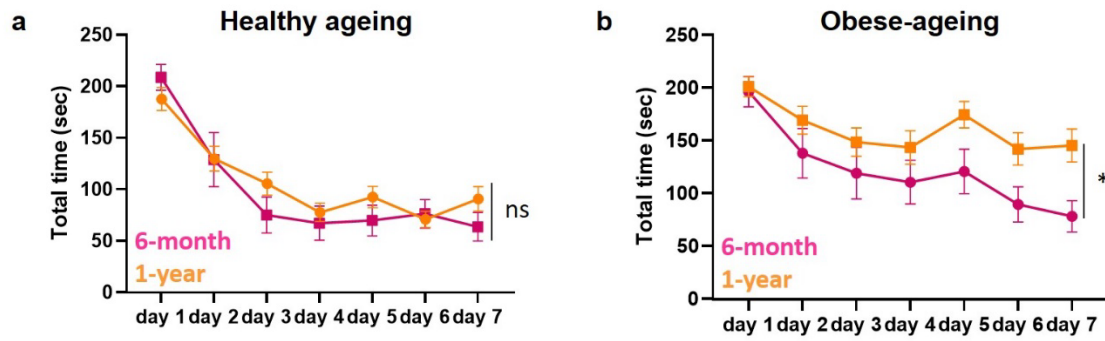 a
Healthy ageing
250
200
150
100
50
0
Total time (sec)
6-month
1-year
ns
day 1 day 2 day 3 day 4 day 5 day 6 day 7
b
Obese-ageing
250
200
150
100
50
0
Total time (sec)
6-month
1-year
*
day 1 day 2 day 3 day 4 day 5 day 6 day 7